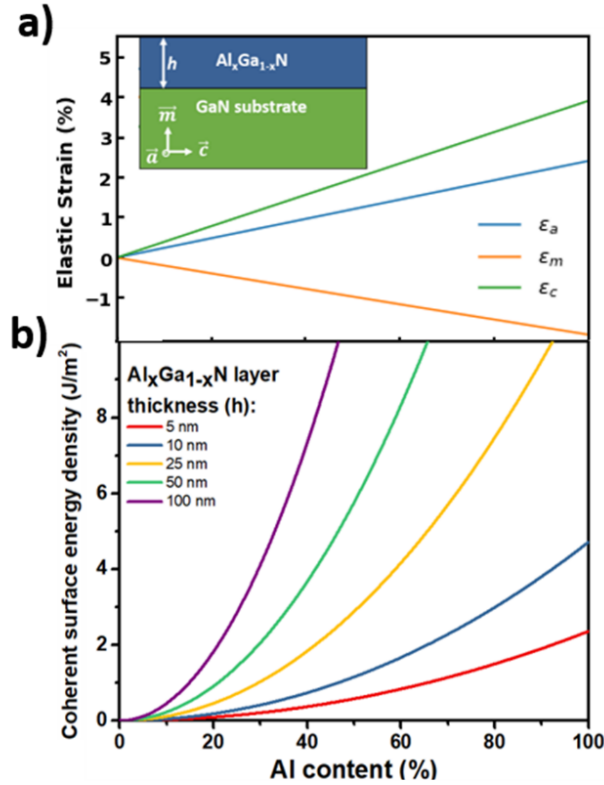 a)
Elastic Strain (%)
5
4
3
2
1
0
−1
h
AlₓGa₁₋ₓN
GaN substrate
m
a
c
εₐ
εₘ
ε꜀
b)
Coherent surface energy density (J/m²)
8
6
4
2
0
AlₓGa₁₋ₓN layer
thickness (h):
5 nm
10 nm
25 nm
50 nm
100 nm
0 20 40 60 80 100
Al content (%)